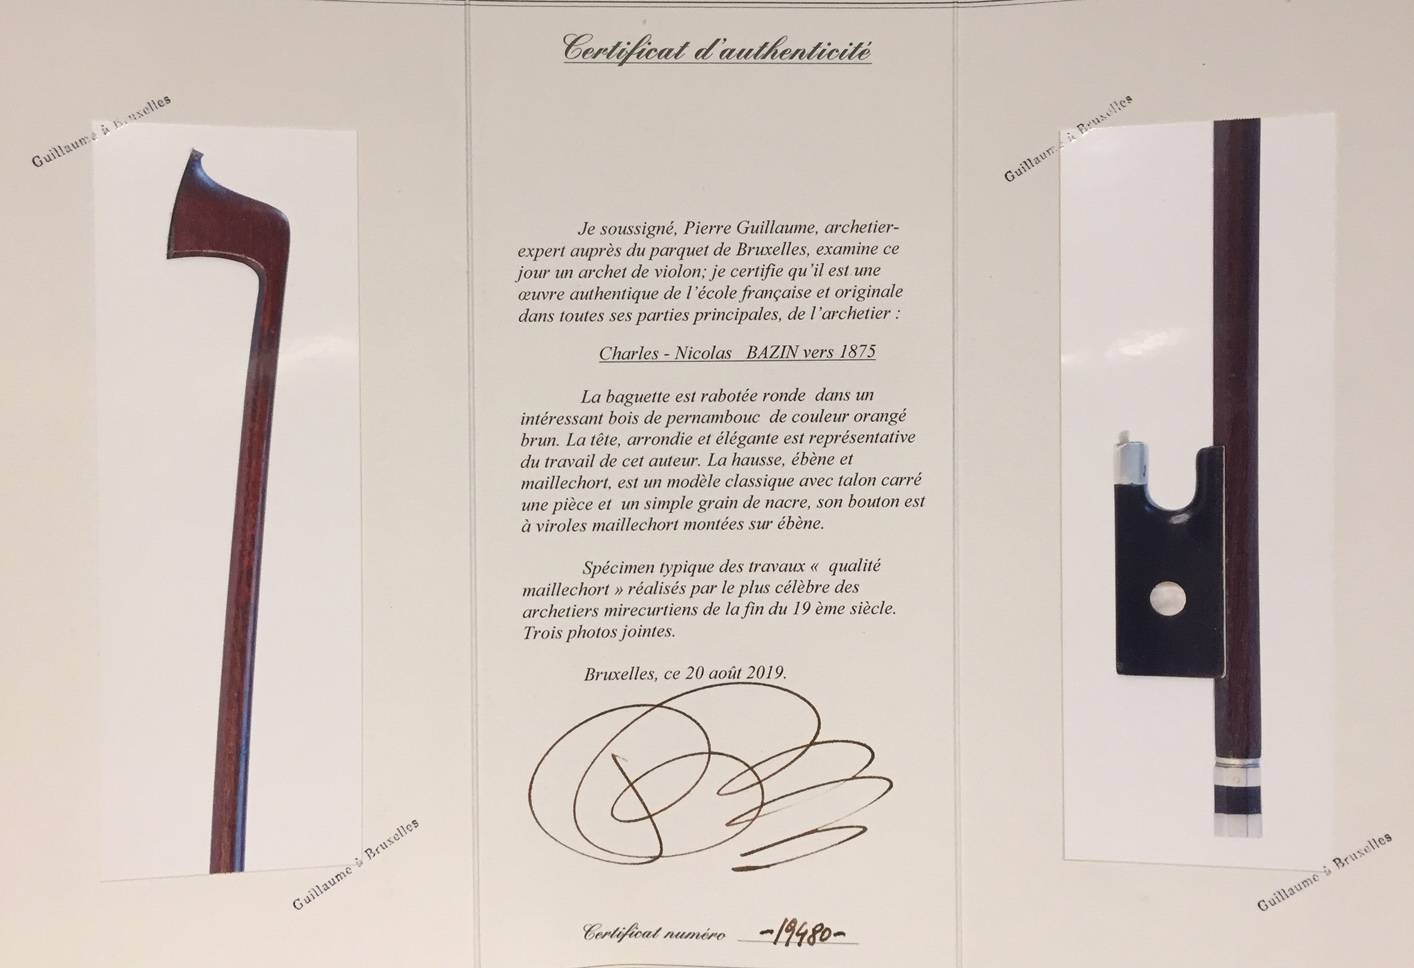 Certificat d'authenticité
Guillaume à Bruxelles
Guillaume à Bruxelles
Je soussigné, Pierre Guillaume, archetier-
expert auprès du parquet de Bruxelles, examine ce
jour un archet de violon; je certifie qu'il est une
œuvre authentique de l'école française et originale
dans toutes ses parties principales, de l'archetier :
Charles - Nicolas BAZIN vers 1875
La baguette est rabotée ronde dans un
intéressant bois de pernambouc de couleur orangé
brun. La tête, arrondie et élégante est représentative
du travail de cet auteur. La hausse, ébène et
maillechort, est un modèle classique avec talon carré
une pièce et un simple grain de nacre, son bouton est
à viroles maillechort montées sur ébène.
Spécimen typique des travaux « qualité
maillechort » réalisés par le plus célèbre des
archetiers mirecurtiens de la fin du 19 ème siècle.
Trois photos jointes.
Bruxelles, ce 20 août 2019.
Guillaume à Bruxelles
Guillaume à Bruxelles
Certificat numéro -19480-